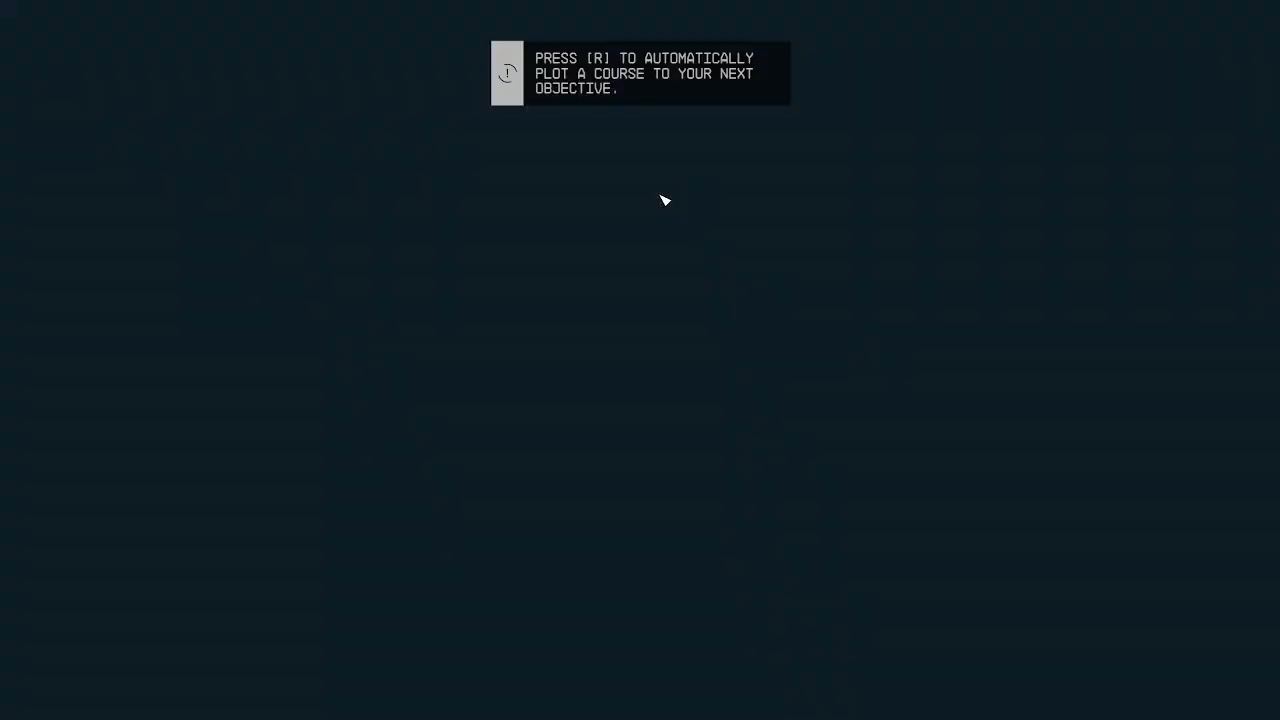 PRESS [R] TO AUTOMATICALLY
PLOT A COURSE TO YOUR NEXT
OBJECTIVE.